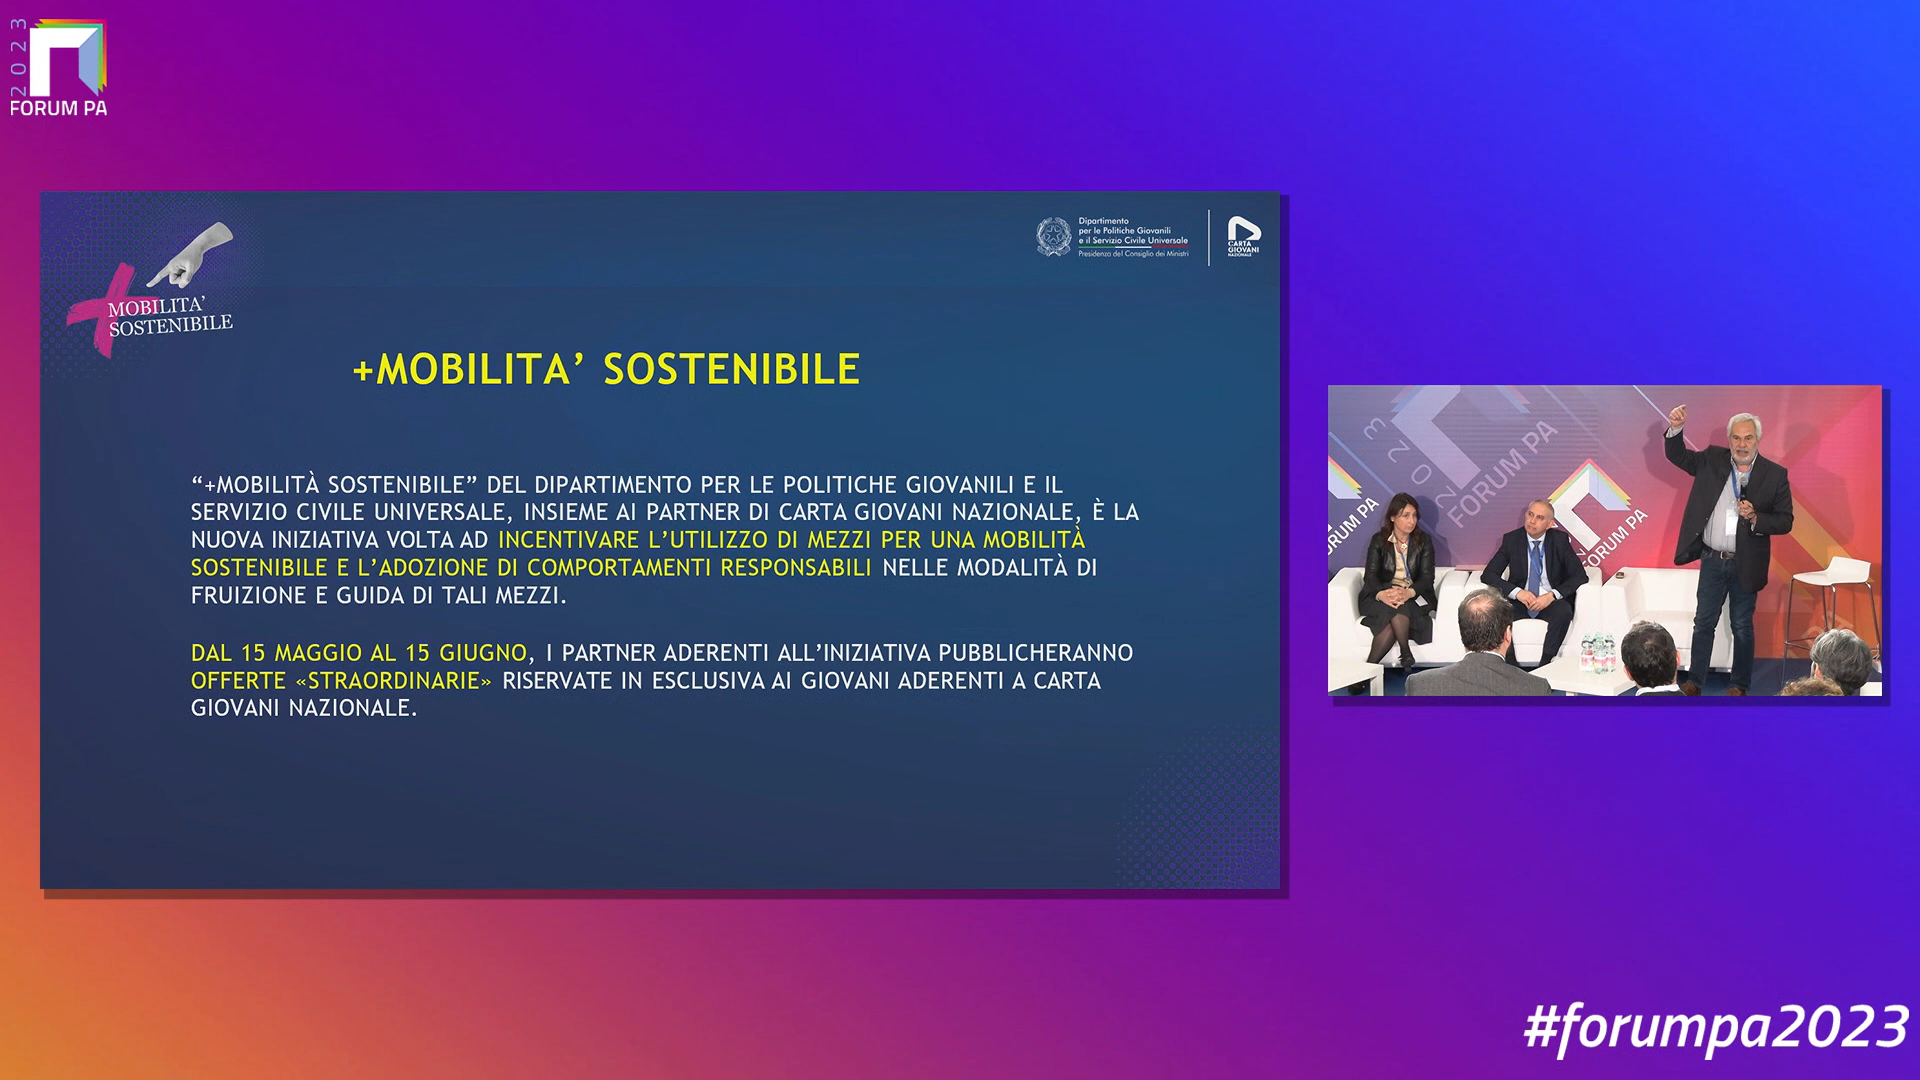 2023
FORUM PA
MOBILITA’
SOSTENIBILE
Dipartimento
per le Politiche Giovanili
e il Servizio Civile Universale
Presidenza del Consiglio dei Ministri
CARTA
GIOVANI
NAZIONALE
+MOBILITA’ SOSTENIBILE
“+MOBILITÀ SOSTENIBILE” DEL DIPARTIMENTO PER LE POLITICHE GIOVANILI E IL
SERVIZIO CIVILE UNIVERSALE, INSIEME AI PARTNER DI CARTA GIOVANI NAZIONALE, È LA
NUOVA INIZIATIVA VOLTA AD INCENTIVARE L’UTILIZZO DI MEZZI PER UNA MOBILITÀ
SOSTENIBILE E L’ADOZIONE DI COMPORTAMENTI RESPONSABILI NELLE MODALITÀ DI
FRUIZIONE E GUIDA DI TALI MEZZI.
DAL 15 MAGGIO AL 15 GIUGNO, I PARTNER ADERENTI ALL’INIZIATIVA PUBBLICHERANNO
OFFERTE «STRAORDINARIE» RISERVATE IN ESCLUSIVA AI GIOVANI ADERENTI A CARTA
GIOVANI NAZIONALE.
2023
FORUM PA
RUM PA
FORUM PA
#forumpa2023